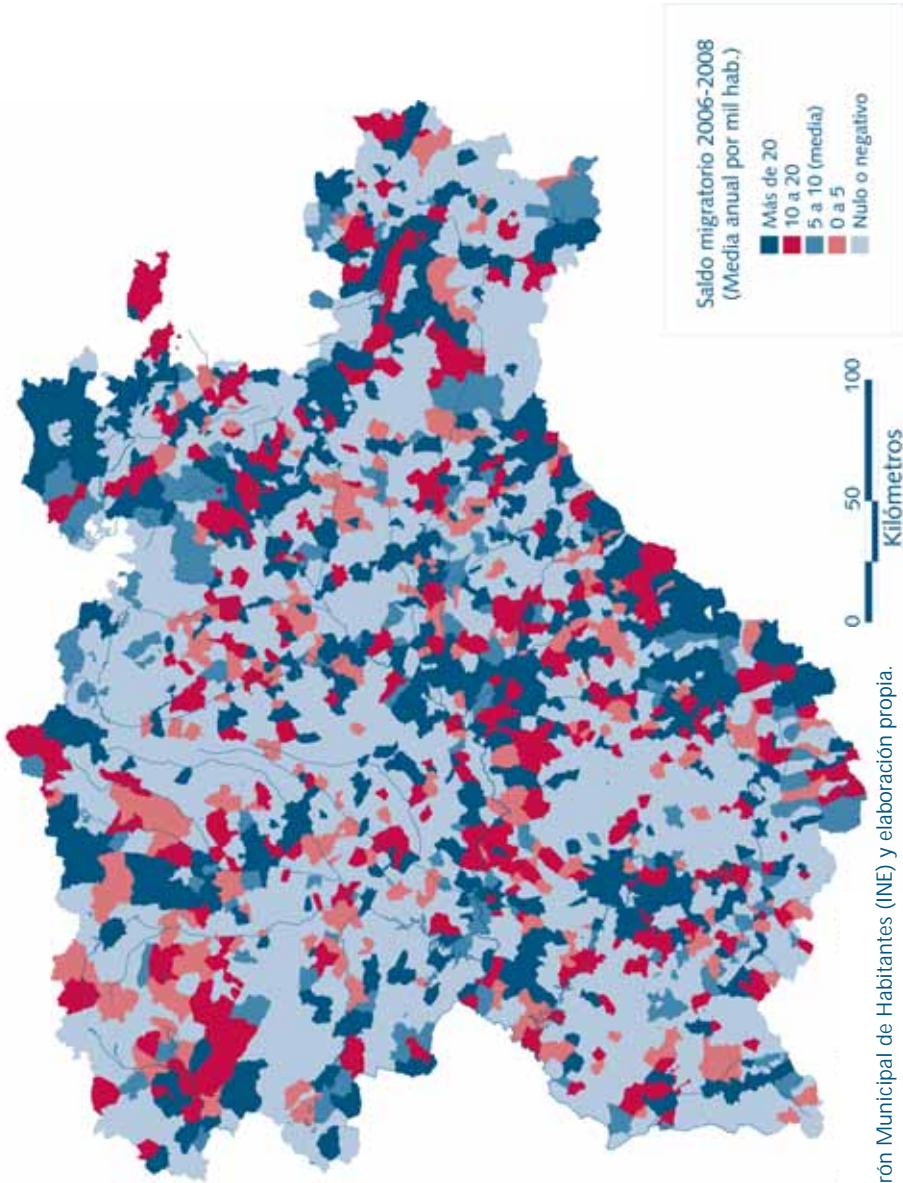 Saldo migratorio 2006-2008
(Media anual por mil hab.)
Más de 20
10 a 20
5 a 10 (media)
0 a 5
Nulo o negativo
0 50 100
Kilómetros
Municipal de Habitantes (INE) y elaboración propia.